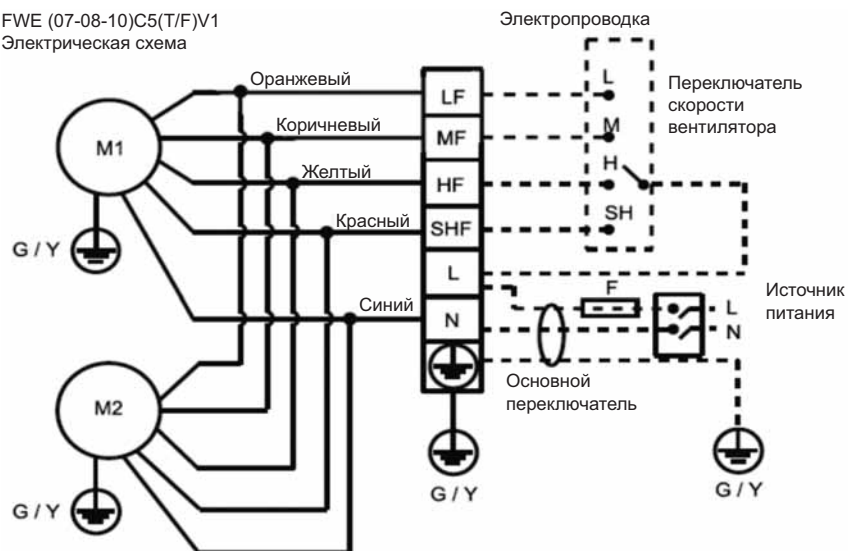 FWE (07-08-10)C5(T/F)V1
Электрическая схема
Электропроводка
Оранжевый
Коричневый
Желтый
Красный
Синий
M1
M2
G / Y
G / Y
LF
MF
HF
SHF
L
N
G / Y
L
M
H
SH
Переключатель
скорости
вентилятора
F
L
N
Источник
питания
Основной
переключатель
G / Y